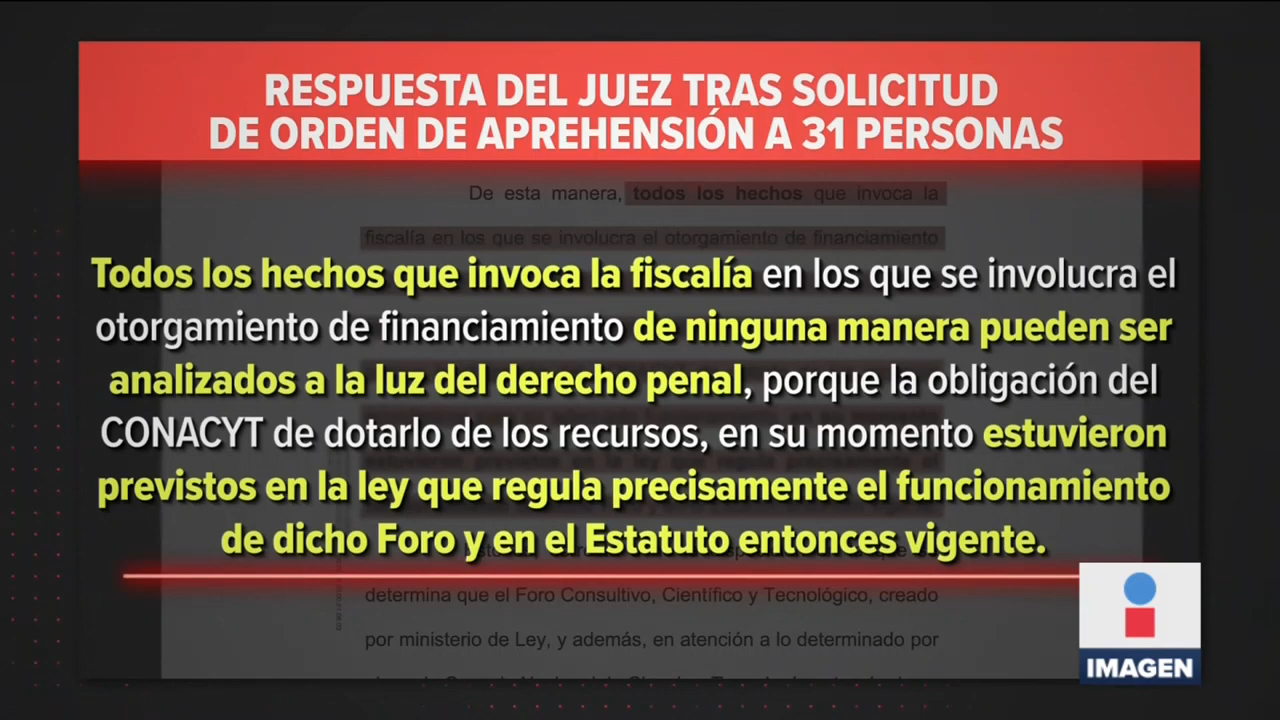 RESPUESTA DEL JUEZ TRAS SOLICITUD
DE ORDEN DE APREHENSIÓN A 31 PERSONAS
De esta manera, todos los hechos que invoca la
fiscalía en los que se involucra el otorgamiento de financiamiento
Todos los hechos que invoca la fiscalía en los que se involucra el
otorgamiento de financiamiento de ninguna manera pueden ser
analizados a la luz del derecho penal, porque la obligación del
CONACYT de dotarlo de los recursos, en su momento estuvieron
previstos en la ley que regula precisamente el funcionamiento
de dicho Foro y en el Estatuto entonces vigente.
determina que el Foro Consultivo, Científico y Tecnológico, creado
por ministerio de Ley, y además, en atención a lo determinado por
IMAGEN